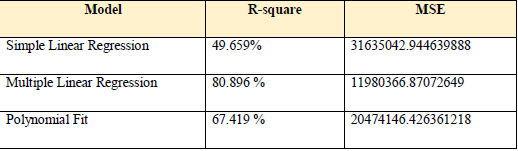 Model R-square MSE
Simple Linear Regression 49.659% 31635042.944639888
Multiple Linear Regression 80.896 % 11980366.87072649
Polynomial Fit 67.419 % 20474146.426361218